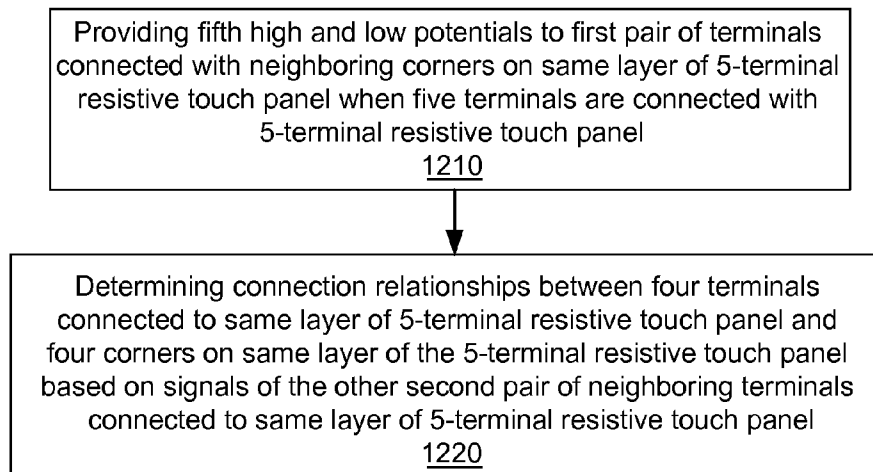 Providing fifth high and low potentials to first pair of terminals
connected with neighboring corners on same layer of 5-terminal
resistive touch panel when five terminals are connected with
5-terminal resistive touch panel
1210
Determining connection relationships between four terminals
connected to same layer of 5-terminal resistive touch panel and
four corners on same layer of the 5-terminal resistive touch panel
based on signals of the other second pair of neighboring terminals
connected to same layer of 5-terminal resistive touch panel
1220